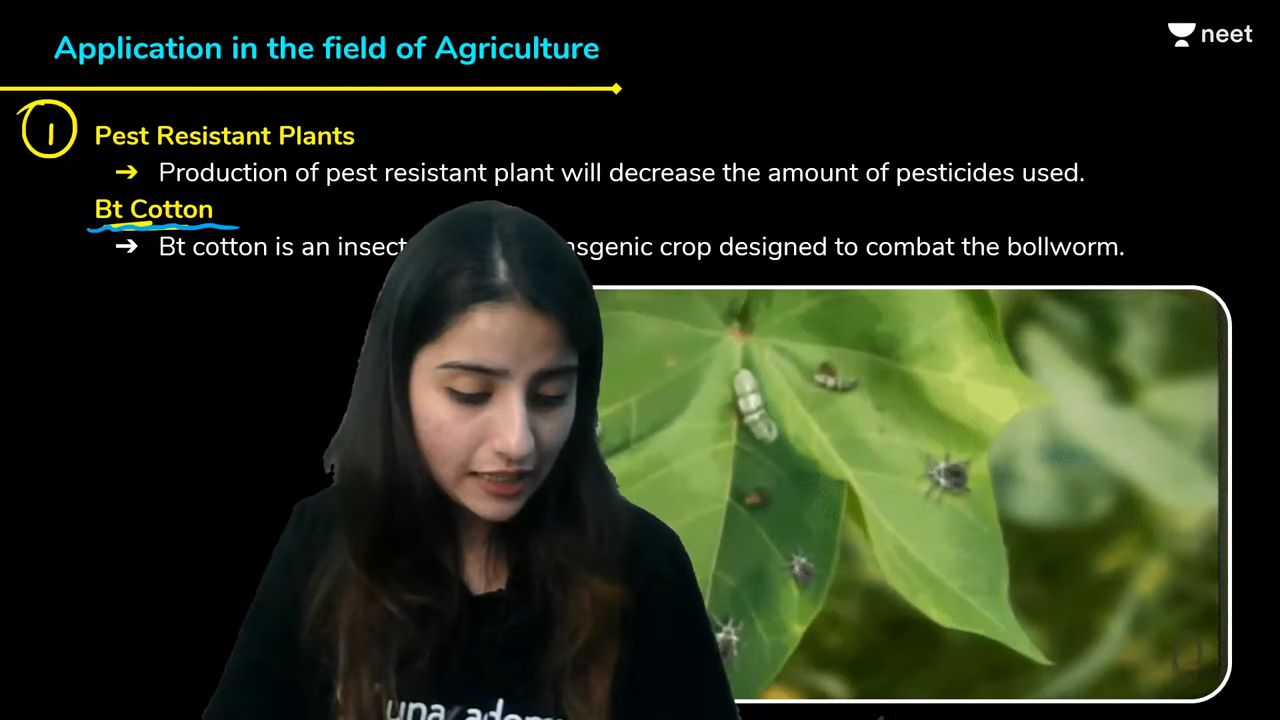 Application in the field of Agriculture
neet
1
Pest Resistant Plants
➔ Production of pest resistant plant will decrease the amount of pesticides used.
Bt Cotton
➔ Bt cotton is an insect crop designed to combat the bollworm.